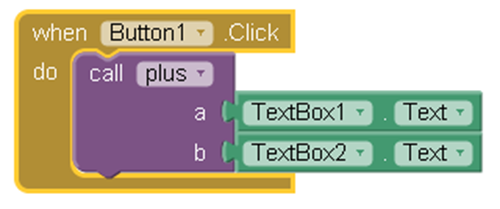 when Button1 .Click
do call plus
a TextBox1 . Text
b TextBox2 . Text